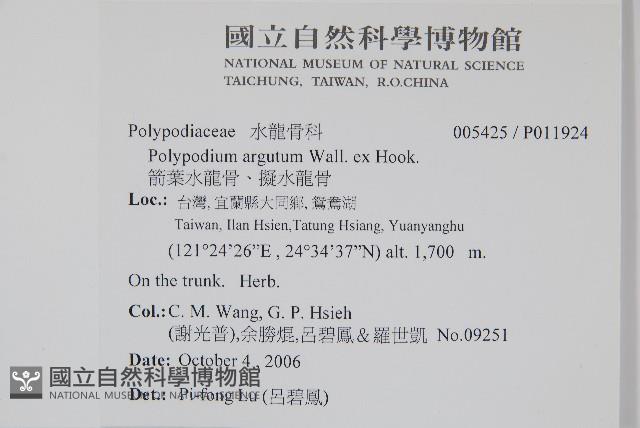 國立自然科學博物館
NATIONAL MUSEUM OF NATURAL SCIENCE
TAICHUNG, TAIWAN, R.O.CHINA
Polypodiaceae 水龍骨科 005425 / P011924
Polypodium argutum Wall. ex Hook.
箭葉水龍骨、擬水龍骨
Loc.: 台灣, 宜蘭縣大同鄉, 鴛鴦湖
Taiwan, Ilan Hsien,Tatung Hsiang, Yuanyanghu
(121°24’26”E , 24°34’37”N) alt. 1,700 m.
On the trunk. Herb.
Col.: C. M. Wang, G. P. Hsieh
(謝光普),余勝焜,呂碧鳳＆羅世凱 No.09251
Date: October 4, 2006
國立自然科學博物館
NATIONAL MUSEUM OF NATURAL SCIENCE
Det.: Pi-fong Lu (呂碧鳳)